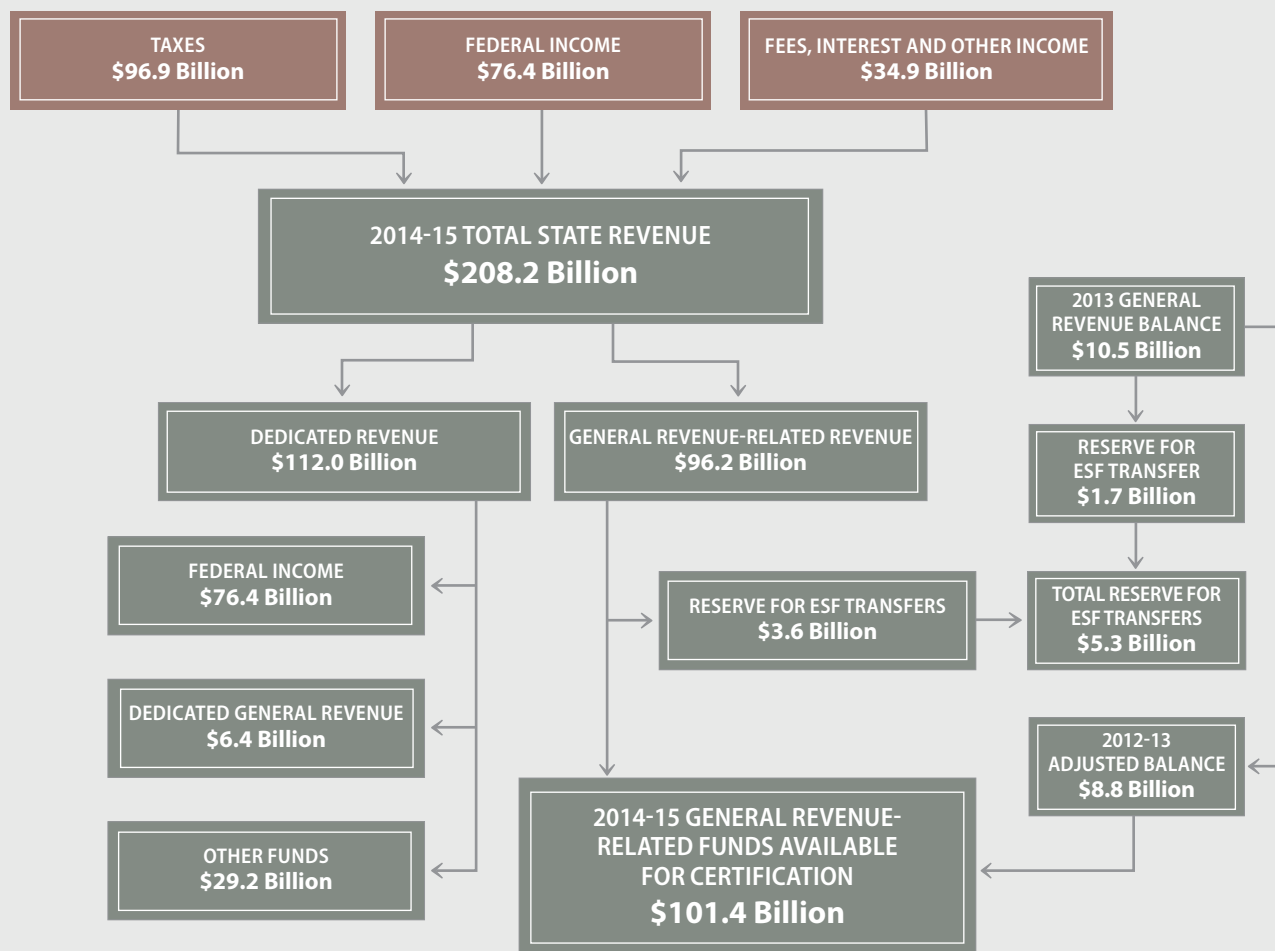 TAXES
$96.9 Billion
FEDERAL INCOME
$76.4 Billion
FEES, INTEREST AND OTHER INCOME
$34.9 Billion
2014-15 TOTAL STATE REVENUE
$208.2 Billion
2013 GENERAL
REVENUE BALANCE
$10.5 Billion
DEDICATED REVENUE
$112.0 Billion
GENERAL REVENUE-RELATED REVENUE
$96.2 Billion
RESERVE FOR
ESF TRANSFER
$1.7 Billion
FEDERAL INCOME
$76.4 Billion
RESERVE FOR ESF TRANSFERS
$3.6 Billion
TOTAL RESERVE FOR
ESF TRANSFERS
$5.3 Billion
DEDICATED GENERAL REVENUE
$6.4 Billion
2012-13
ADJUSTED BALANCE
$8.8 Billion
OTHER FUNDS
$29.2 Billion
2014-15 GENERAL REVENUE-
RELATED FUNDS AVAILABLE
FOR CERTIFICATION
$101.4 Billion